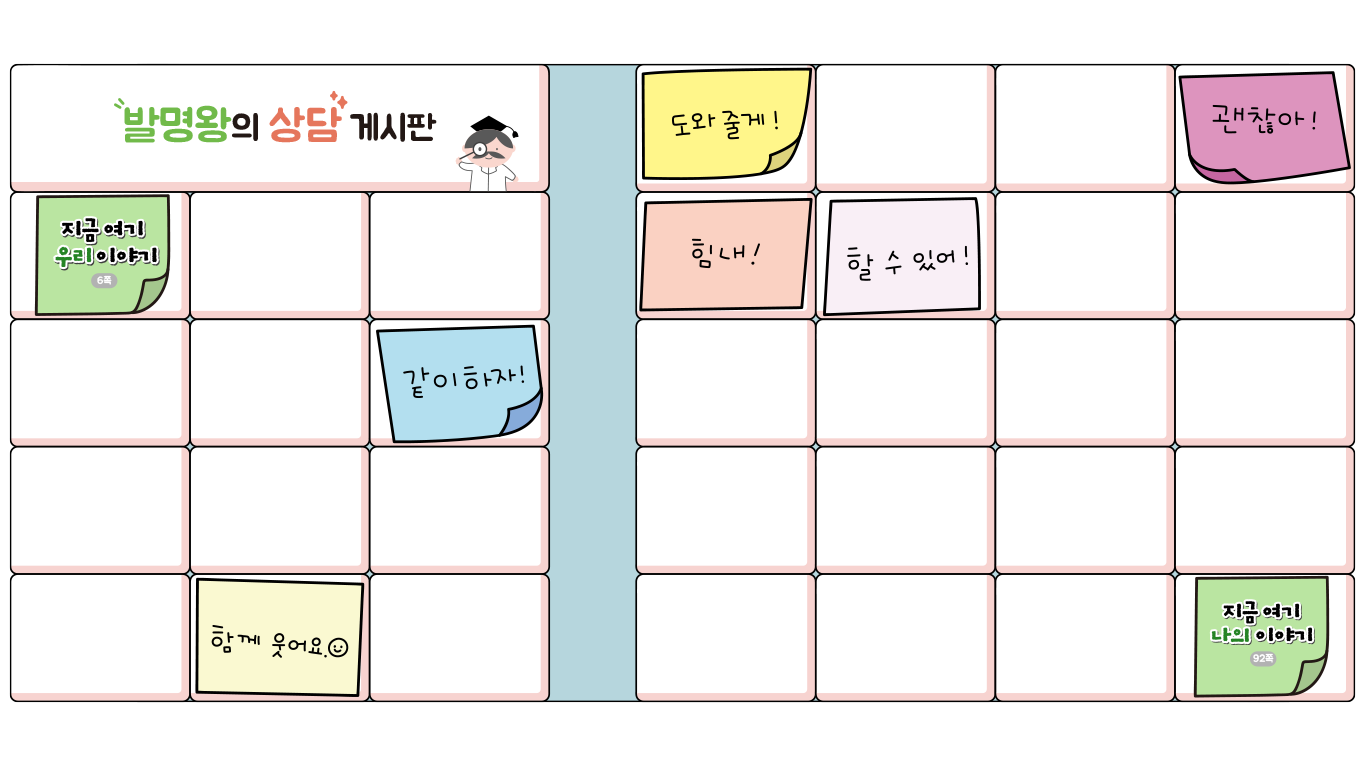 발명왕의 상담 게시판
지금 여기
우리 이야기
6쪽
같이하자!
함께 웃어요.
도와 줄게!
괜찮아!
힘내!
할 수 있어!
지금 여기
나의 이야기
92쪽